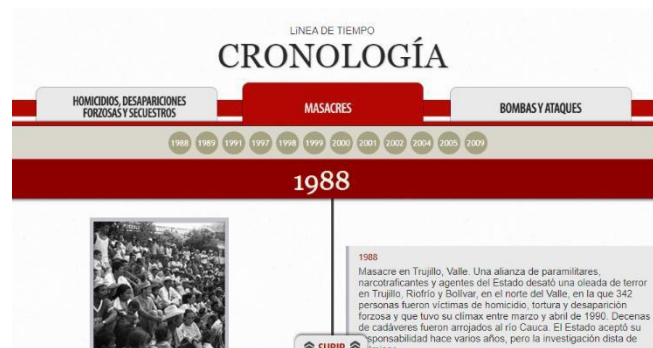 LíNEA DE TIEMPO
CRONOLOGÍA
HOMICIDIOS, DESAPARICIONES
FORZOSAS Y SECUESTROS
MASACRES
BOMBAS Y ATAQUES
1988 1989 1991 1997 1998 1999 2000 2001 2002 2004 2005 2009
1988
1988
Masacre en Trujillo, Valle. Una alianza de paramilitares,
narcotraficantes y agentes del Estado desató una oleada de terror
en Trujillo, Riofrío y Bolívar, en el norte del Valle, en la que 342
personas fueron víctimas de homicidio, tortura y desaparición
forzosa y que tuvo su clímax entre marzo y abril de 1990. Decenas
de cadáveres fueron arrojados al río Cauca. El Estado aceptó su
responsabilidad hace varios años, pero la investigación dista de
SUBIR